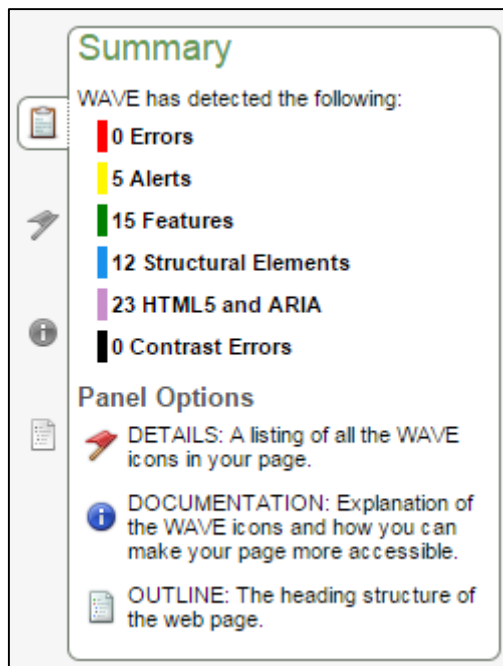 Summary
WAVE has detected the following:
0 Errors
5 Alerts
15 Features
12 Structural Elements
23 HTML5 and ARIA
0 Contrast Errors
Panel Options
DETAILS: A listing of all the WAVE
icons in your page.
DOCUMENTATION: Explanation of
the WAVE icons and how you can
make your page more accessible.
OUTLINE: The heading structure of
the web page.